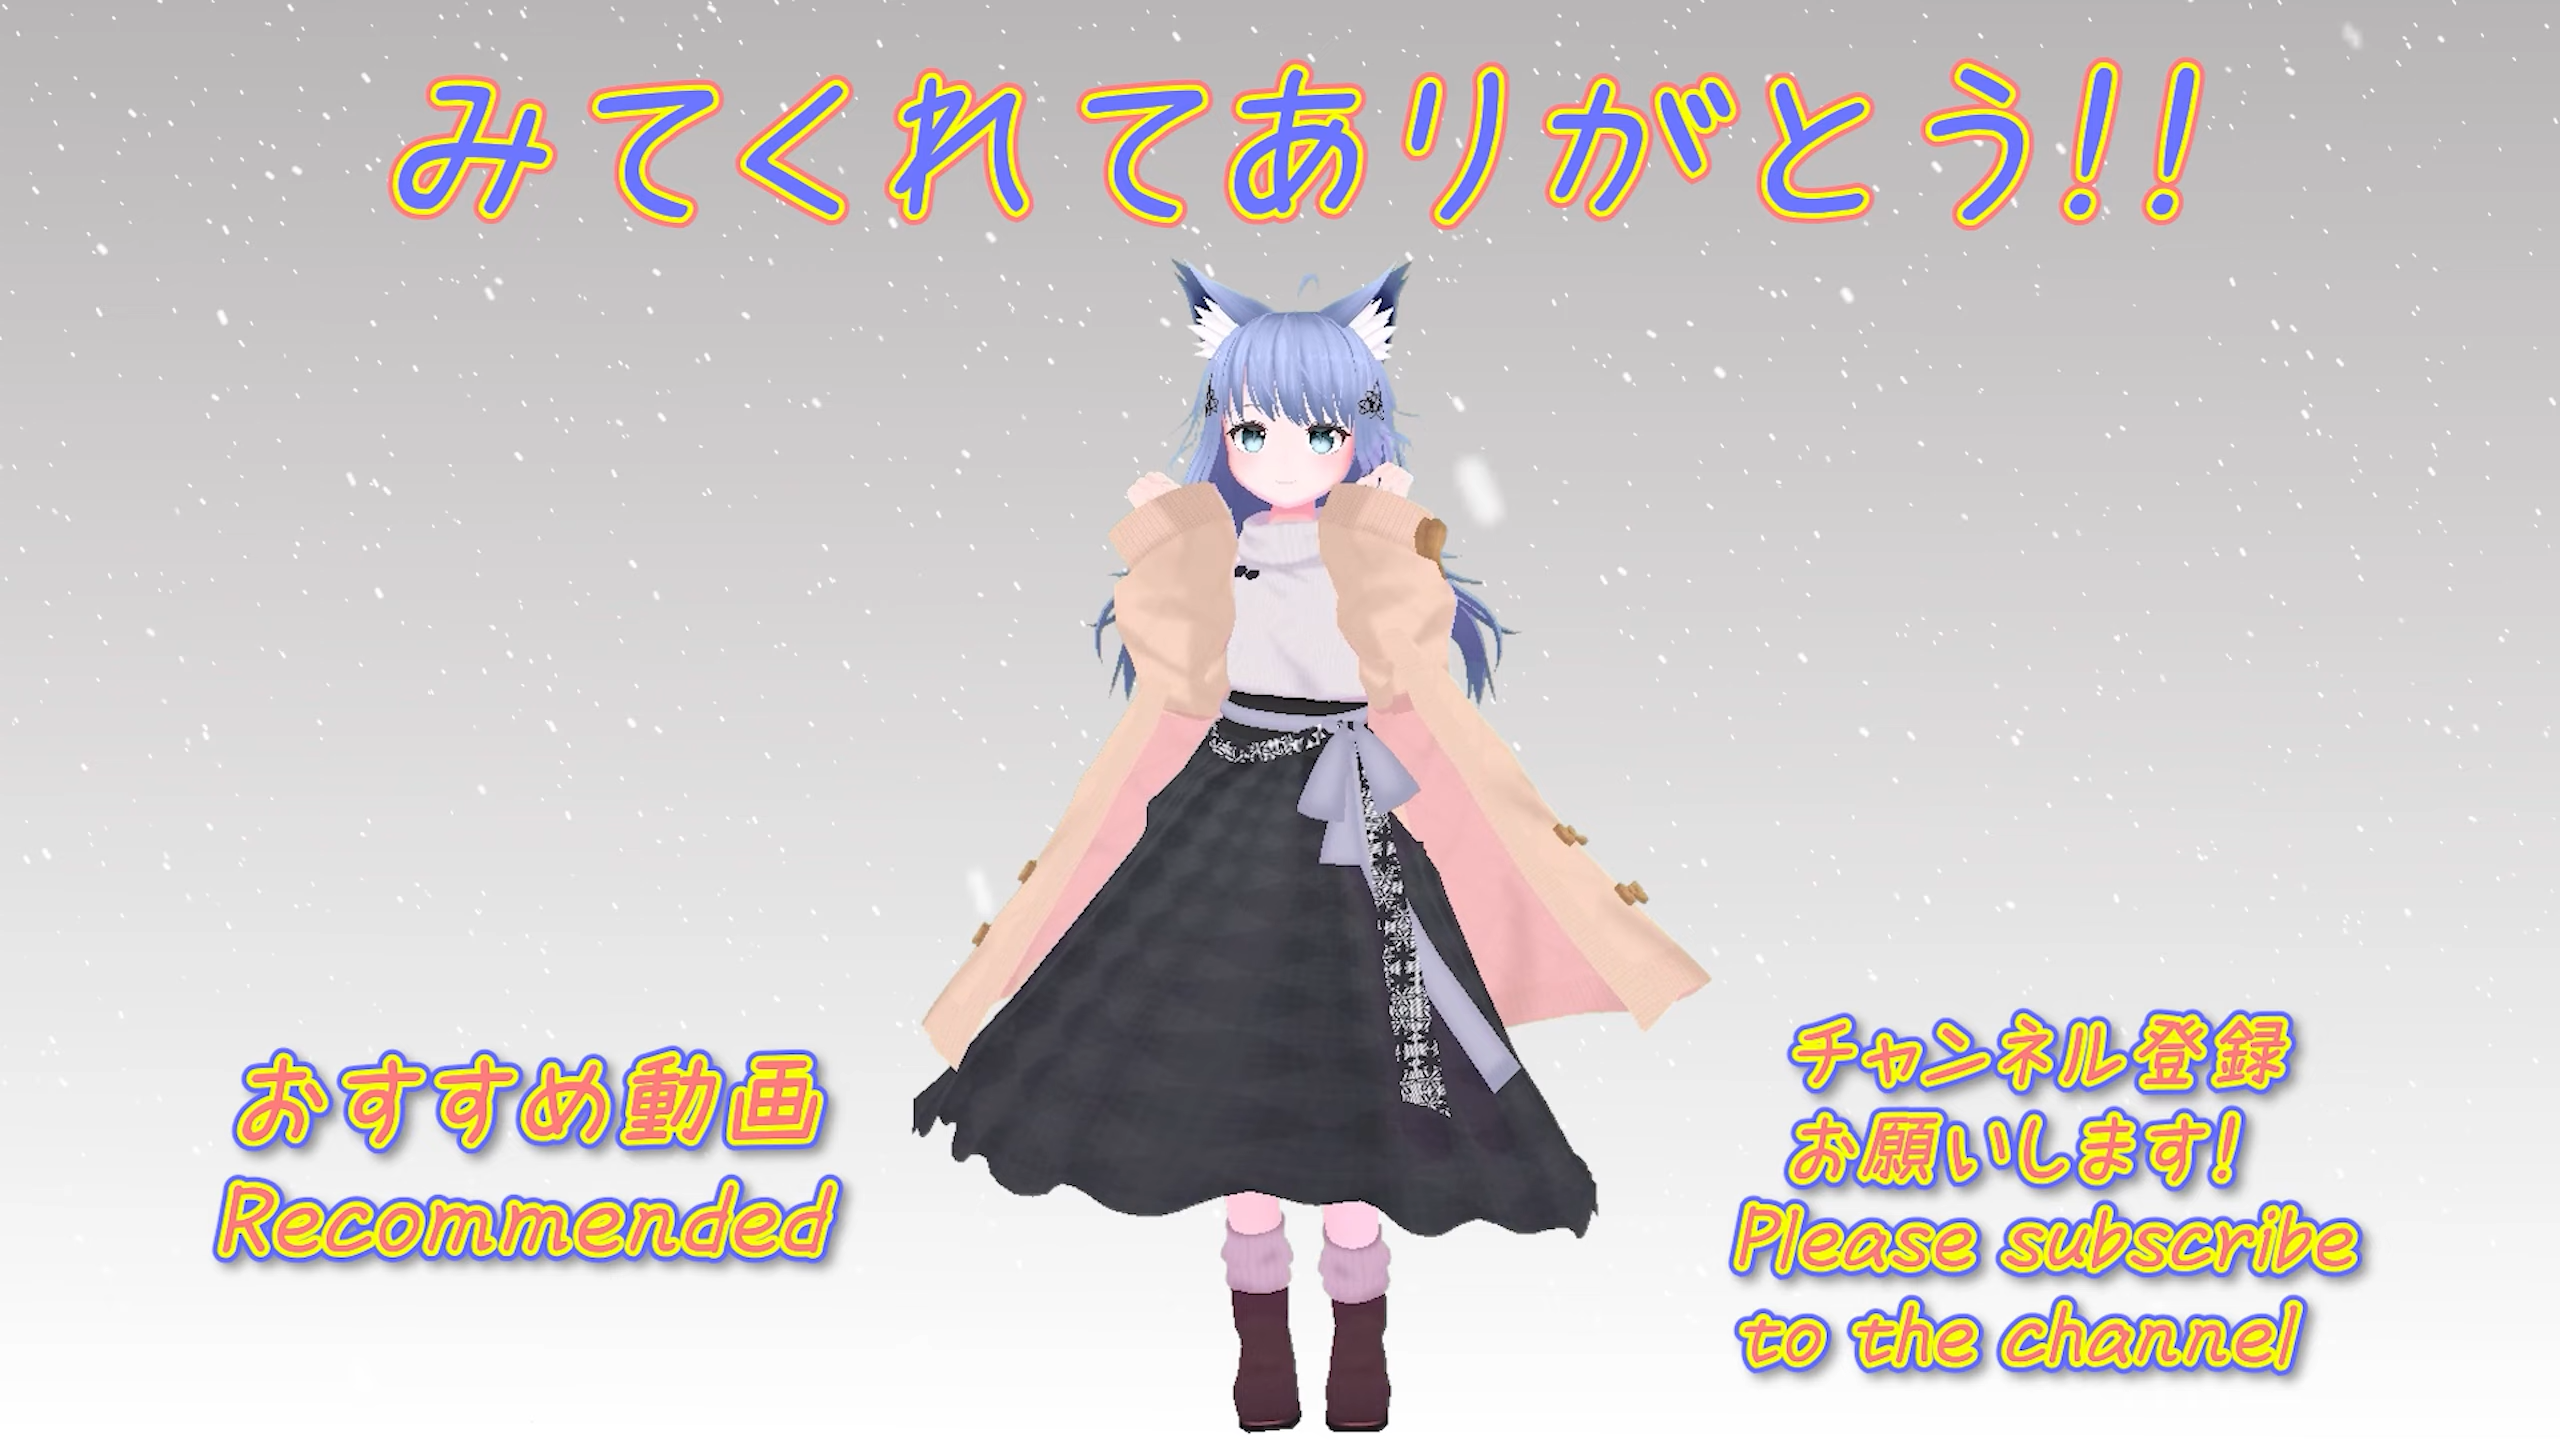 みてくれてありがとう!!
おすすめ動画
Recommended
チャンネル登録
お願いします!
Please subscribe
to the channel